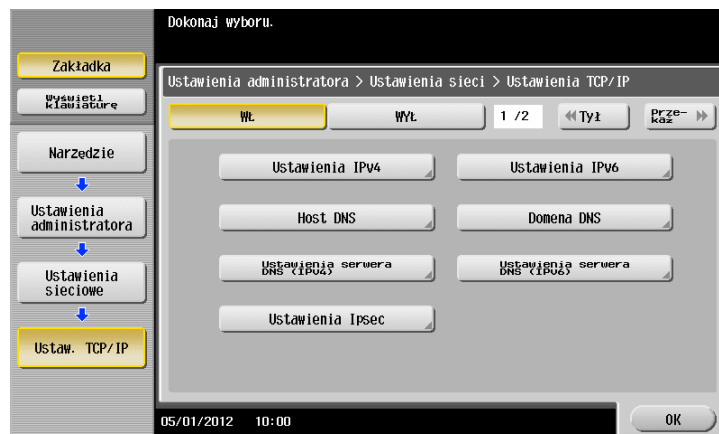 Dokonaj wyboru.
Zakładka
Wyświetl
klawiaturę
Narzędzie
Ustawienia
administratora
Ustawienia
sieciowe
Ustaw. TCP/IP
Ustawienia administratora > Ustawienia sieci > Ustawienia TCP/IP
WŁ
WYŁ
1 /2
Tył
Prze-
każ
Ustawienia IPv4
Ustawienia IPv6
Host DNS
Domena DNS
Ustawienia serwera
DNS (IPv4)
Ustawienia serwera
DNS (IPv6)
Ustawienia Ipsec
05/01/2012 10:00
OK